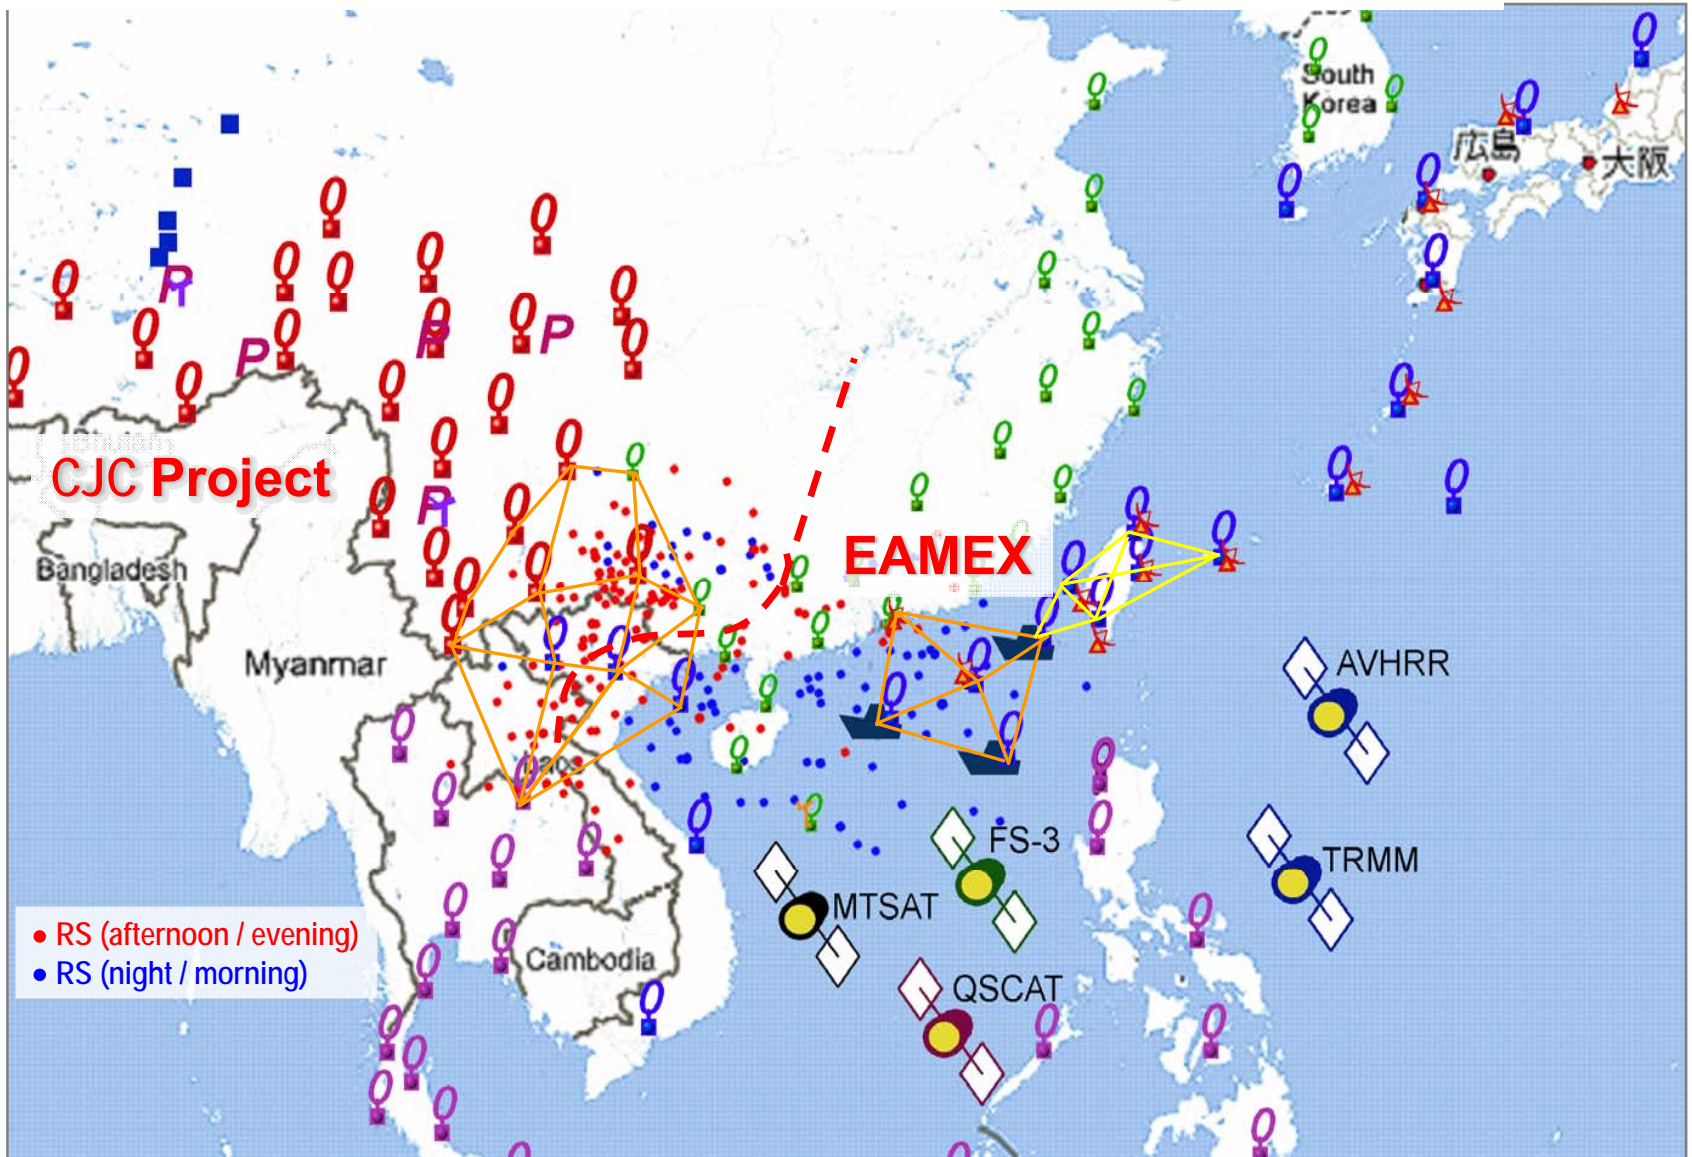 South
Korea
広島
大阪
CJC Project
Bangladesh
EAMEX
Myanmar
AVHRR
Laos
FS-3
TRMM
MTSAT
RS (afternoon / evening)
RS (night / morning)
Cambodia
QSCAT
P
P
P
P
P